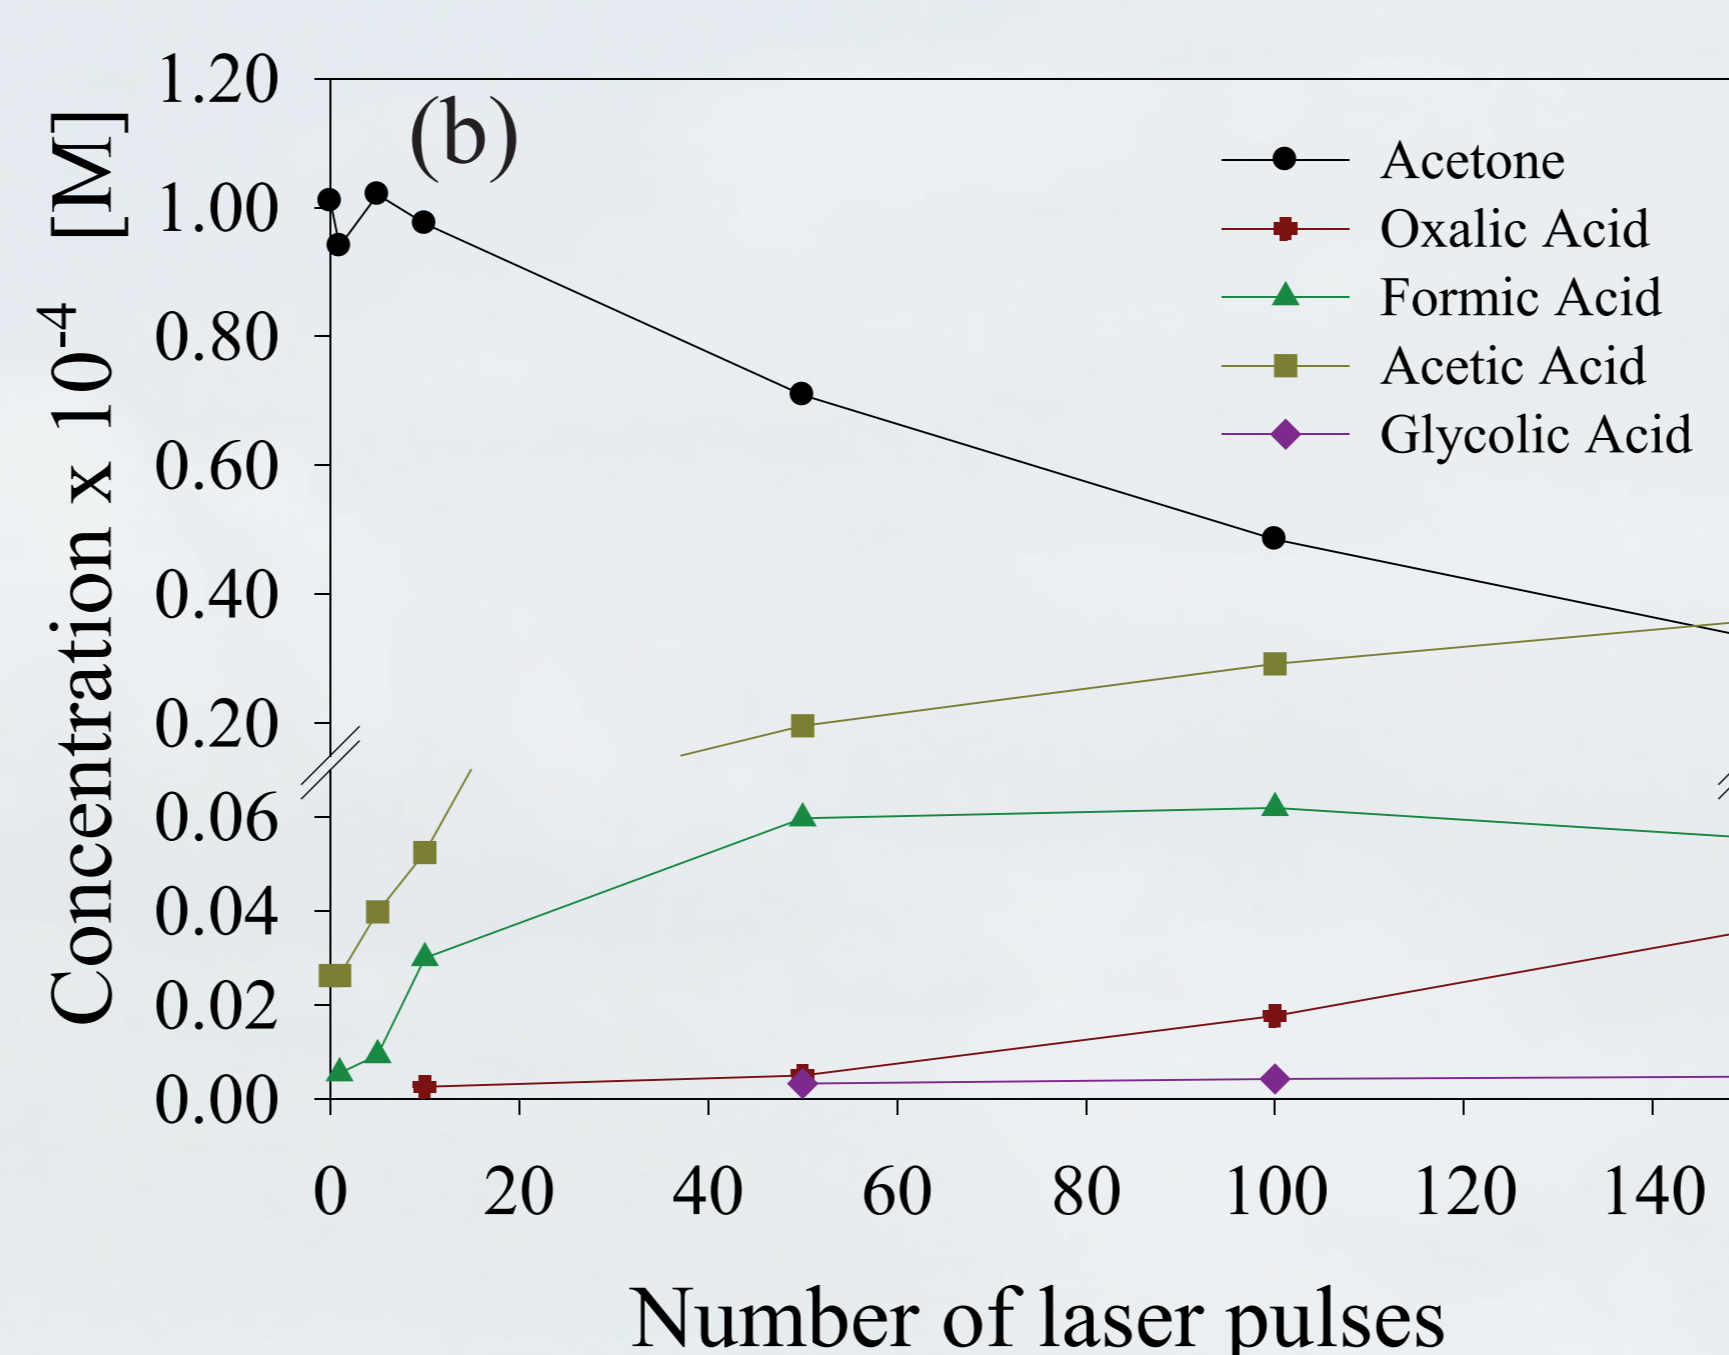 (b)
Concentration x 10-4 [M]
1.20
1.00
0.80
0.60
0.40
0.20
0.06
0.04
0.02
0.00
Acetone
Oxalic Acid
Formic Acid
Acetic Acid
Glycolic Acid
0 20 40 60 80 100 120 140
Number of laser pulses